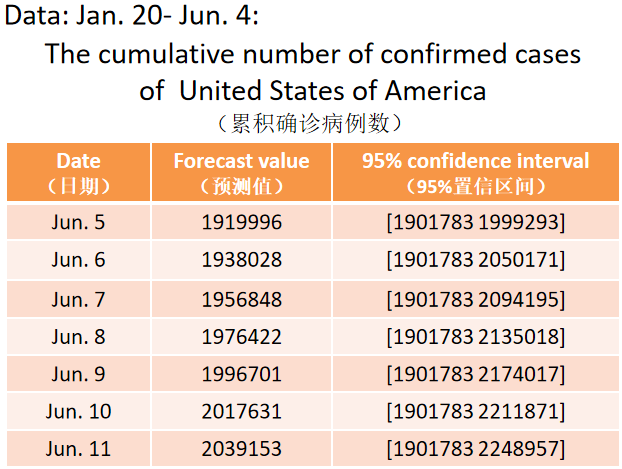 Data: Jan. 20- Jun. 4:
The cumulative number of confirmed cases
of United States of America
（累积确诊病例数）
Date Forecast value 95% confidence interval
（日期） （预测值） （95%置信区间）
Jun. 5 1919996 [1901783 1999293]
Jun. 6 1938028 [1901783 2050171]
Jun. 7 1956848 [1901783 2094195]
Jun. 8 1976422 [1901783 2135018]
Jun. 9 1996701 [1901783 2174017]
Jun. 10 2017631 [1901783 2211871]
Jun. 11 2039153 [1901783 2248957]